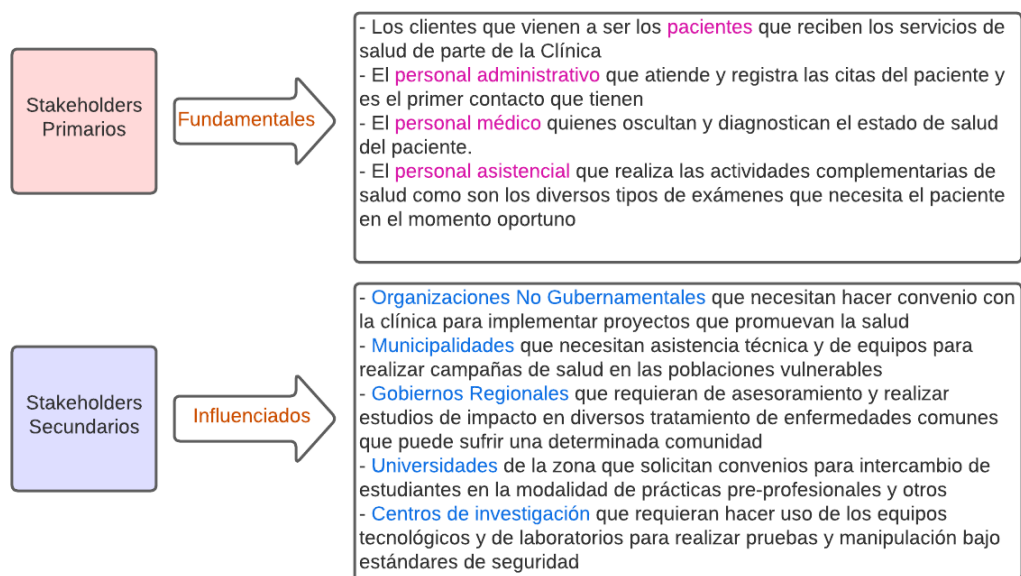 Stakeholders
Primarios
Fundamentales
- Los clientes que vienen a ser los pacientes que reciben los servicios de
salud de parte de la Clínica
- El personal administrativo que atiende y registra las citas del paciente y
es el primer contacto que tienen
- El personal médico quienes oscultan y diagnostican el estado de salud
del paciente.
- El personal asistencial que realiza las actividades complementarias de
salud como son los diversos tipos de exámenes que necesita el paciente
en el momento oportuno
Stakeholders
Secundarios
Influenciados
- Organizaciones No Gubernamentales que necesitan hacer convenio con
la clínica para implementar proyectos que promuevan la salud
- Municipalidades que necesitan asistencia técnica y de equipos para
realizar campañas de salud en las poblaciones vulnerables
- Gobiernos Regionales que requieran de asesoramiento y realizar
estudios de impacto en diversos tratamiento de enfermedades comunes
que puede sufrir una determinada comunidad
- Universidades de la zona que solicitan convenios para intercambio de
estudiantes en la modalidad de prácticas pre-profesionales y otros
- Centros de investigación que requieran hacer uso de los equipos
tecnológicos y de laboratorios para realizar pruebas y manipulación bajo
estándares de seguridad